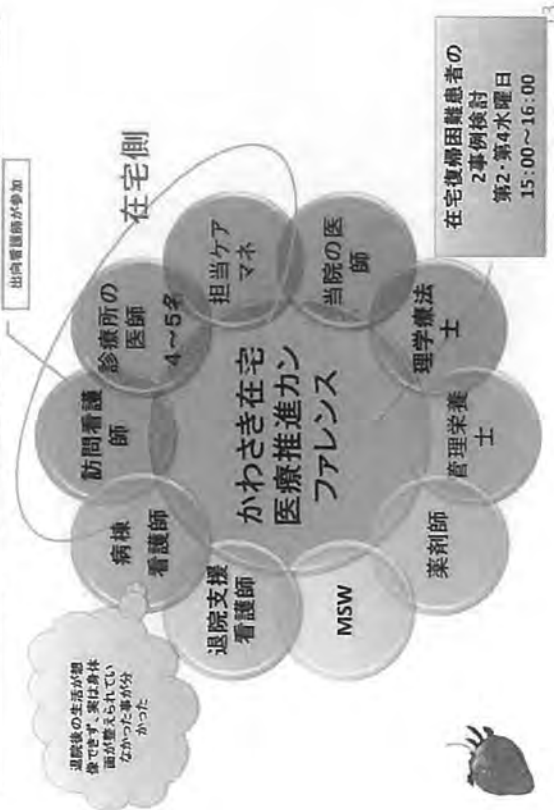 出向看護師が参加
在宅側
訪問看護
師
診療所の
医師
4～5名
担当ケア
マネ
当院の医
師
理学療法
士
管理栄養
士
薬剤師
MSW
退院支援
看護師
病棟
看護師
かわさき在宅
医療推進カン
ファレンス
退院後の生活が想
像できず、実は身体
面が整えられてい
なかった事が分
かった
在宅復帰困難患者の
2事例検討
第2・第4水曜日
15:00～16:00
13